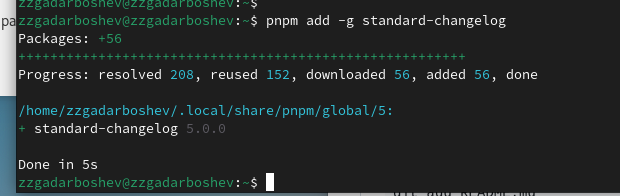 zzgadarboshev@zzgadarboshev:~$
pa
zzgadarboshev@zzgadarboshev:~$ pnpm add -g standard-changelog
Packages: +56
++++++++++++++++++++++++++++++++++++++++++++++++++++++++
Progress: resolved 208, reused 152, downloaded 56, added 56, done
/home/zzgadarboshev/.local/share/pnpm/global/5:
+ standard-changelog 5.0.0
Done in 5s
zzgadarboshev@zzgadarboshev:~$